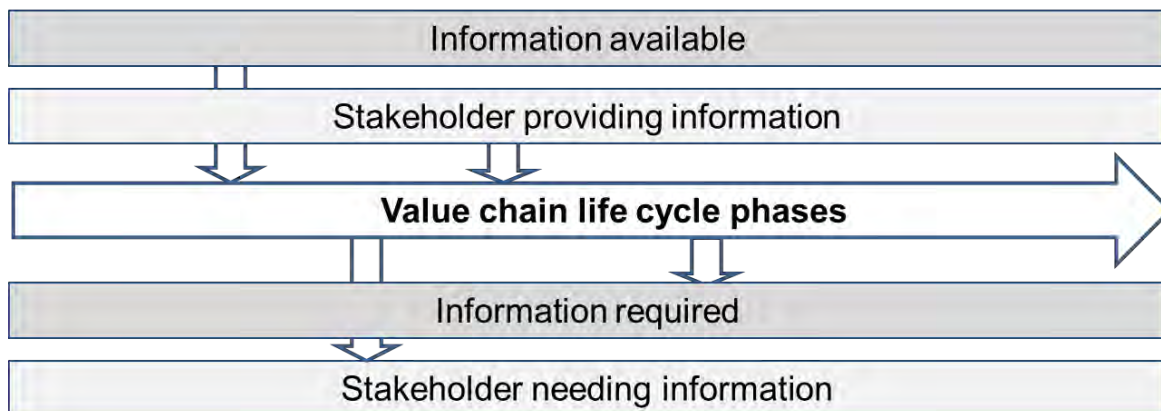 Information available
Stakeholder providing information
Value chain life cycle phases
Information required
Stakeholder needing information